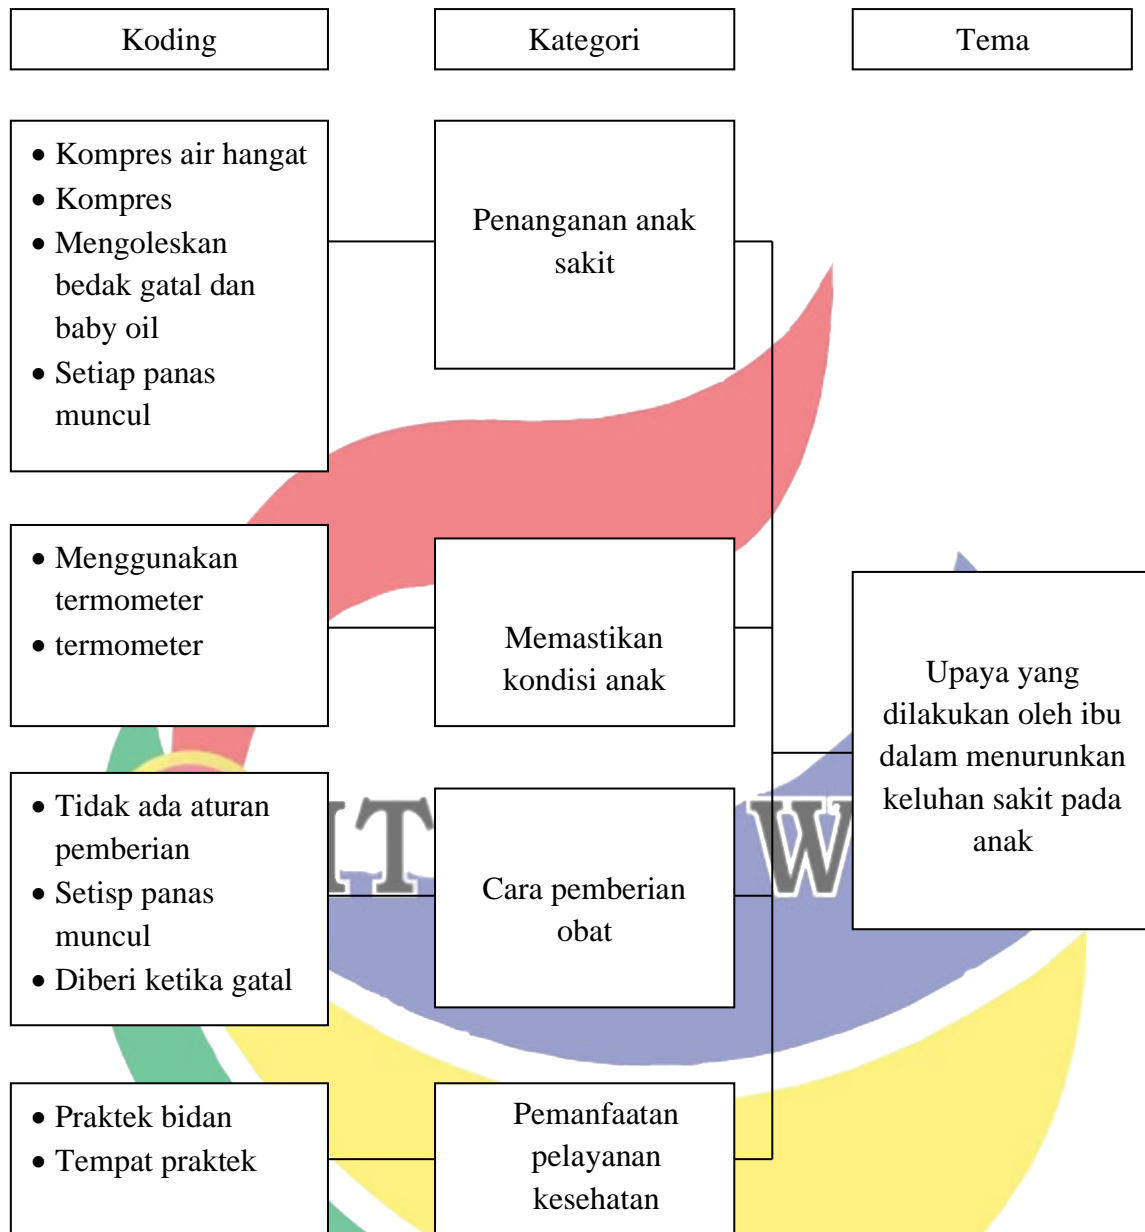 Koding
Kategori
Tema
• Kompres air hangat
• Kompres
• Mengoleskan
bedak gatal dan
baby oil
• Setiap panas
muncul
Penanganan anak
sakit
• Menggunakan
termometer
• termometer
Memastikan
kondisi anak
• Tidak ada aturan
pemberian
• Setisp panas
muncul
• Diberi ketika gatal
Cara pemberian
obat
• Praktek bidan
• Tempat praktek
Pemanfaatan
pelayanan
kesehatan
Upaya yang
dilakukan oleh ibu
dalam menurunkan
keluhan sakit pada
anak
IT
W